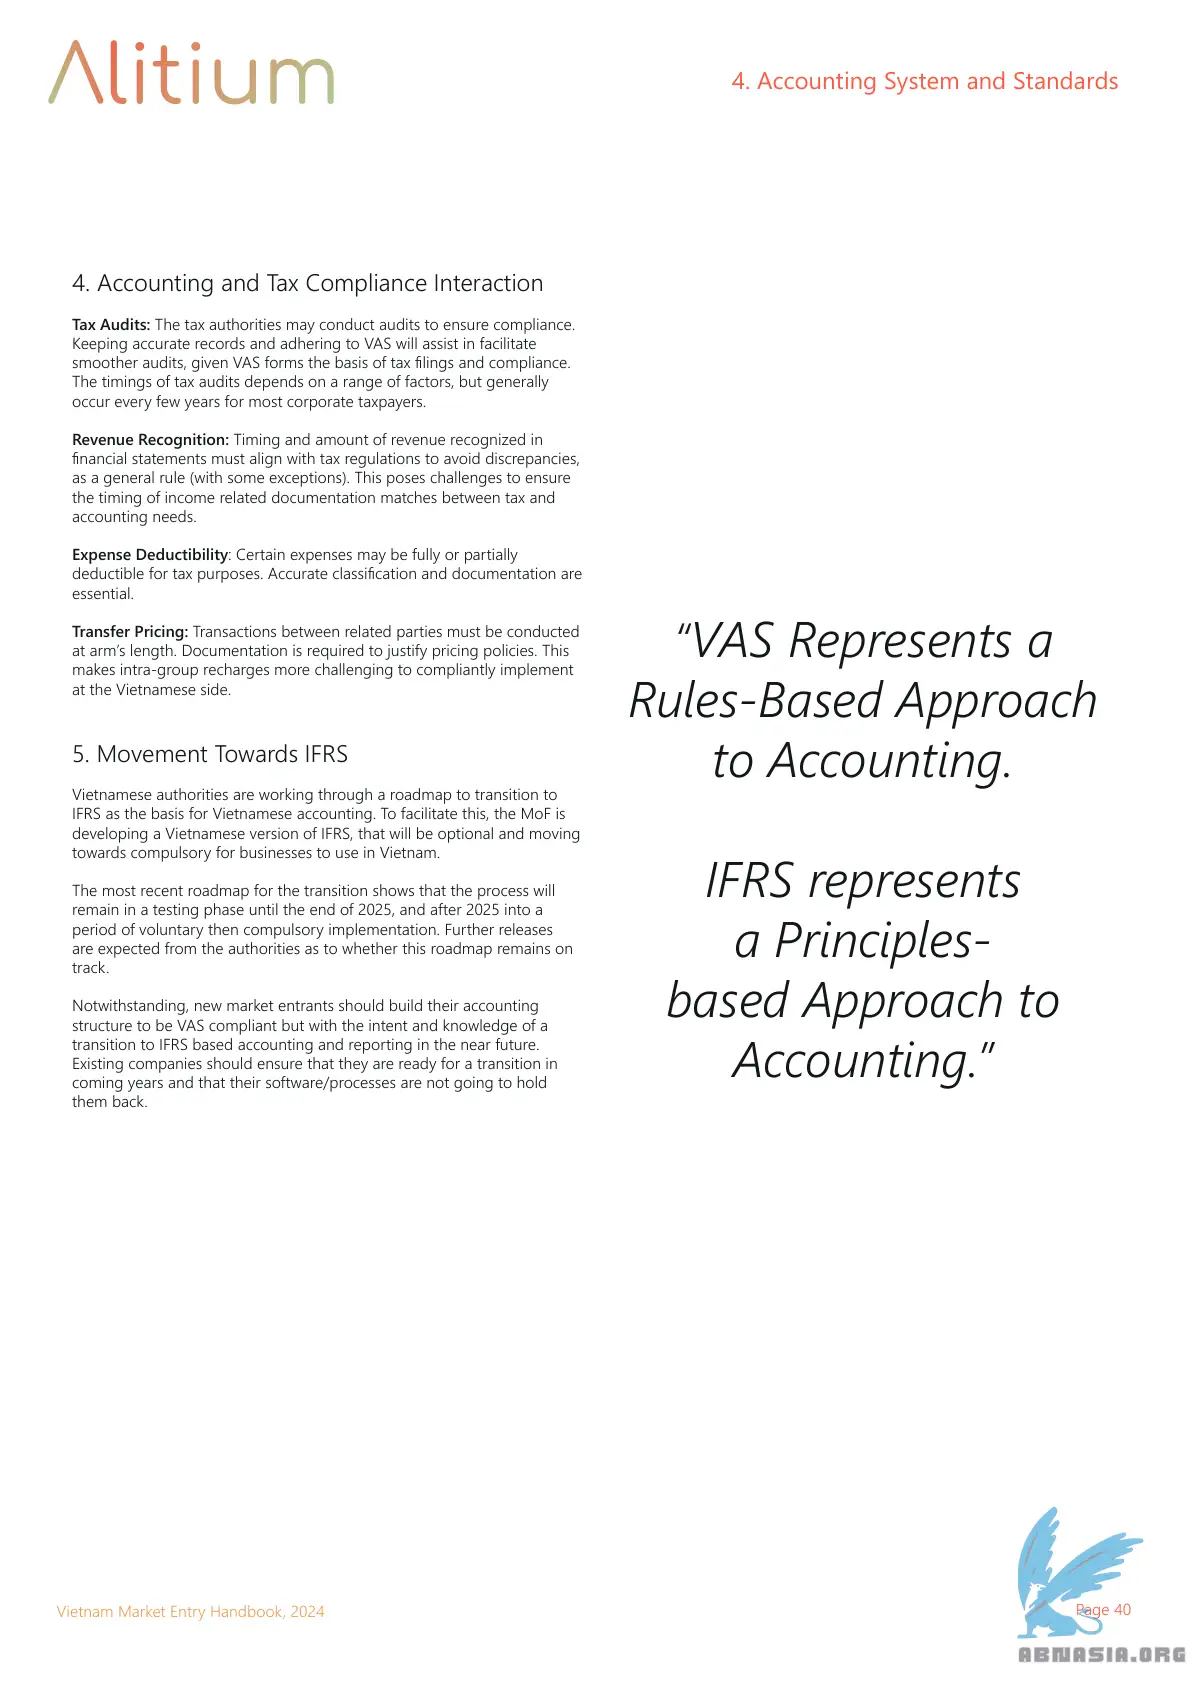 Alitium
4. Accounting System and Standards
4. Accounting and Tax Compliance Interaction
Tax Audits: The tax authorities may conduct audits to ensure compliance.
Keeping accurate records and adhering to VAS will assist in facilitate
smoother audits, given VAS forms the basis of tax filings and compliance.
The timings of tax audits depends on a range of factors, but generally
occur every few years for most corporate taxpayers.
Revenue Recognition: Timing and amount of revenue recognized in
financial statements must align with tax regulations to avoid discrepancies,
as a general rule (with some exceptions). This poses challenges to ensure
the timing of income related documentation matches between tax and
accounting needs.
Expense Deductibility: Certain expenses may be fully or partially
deductible for tax purposes. Accurate classification and documentation are
essential.
Transfer Pricing: Transactions between related parties must be conducted
at arm’s length. Documentation is required to justify pricing policies. This
makes intra-group recharges more challenging to compliantly implement
at the Vietnamese side.
5. Movement Towards IFRS
Vietnamese authorities are working through a roadmap to transition to
IFRS as the basis for Vietnamese accounting. To facilitate this, the MoF is
developing a Vietnamese version of IFRS, that will be optional and moving
towards compulsory for businesses to use in Vietnam.
The most recent roadmap for the transition shows that the process will
remain in a testing phase until the end of 2025, and after 2025 into a
period of voluntary then compulsory implementation. Further releases
are expected from the authorities as to whether this roadmap remains on
track.
Notwithstanding, new market entrants should build their accounting
structure to be VAS compliant but with the intent and knowledge of a
transition to IFRS based accounting and reporting in the near future.
Existing companies should ensure that they are ready for a transition in
coming years and that their software/processes are not going to hold
them back.
“VAS Represents a
Rules-Based Approach
to Accounting.
IFRS represents
a Principles-
based Approach to
Accounting.”
Vietnam Market Entry Handbook, 2024
Page 40
ABNASIA.ORG